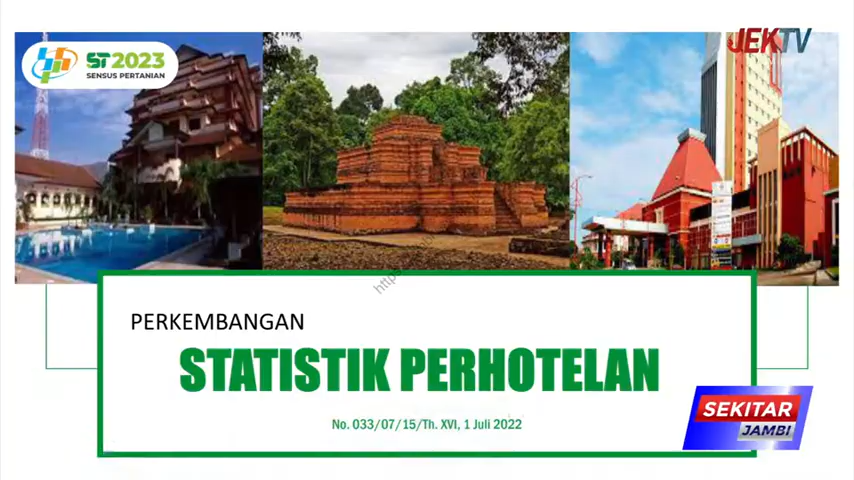 JEKTV
ST2023
SENSUS PERTANIAN
PERKEMBANGAN
STATISTIK PERHOTELAN
No. 033/07/15/Th. XVI, 1 Juli 2022
SEKITAR
JAMBI